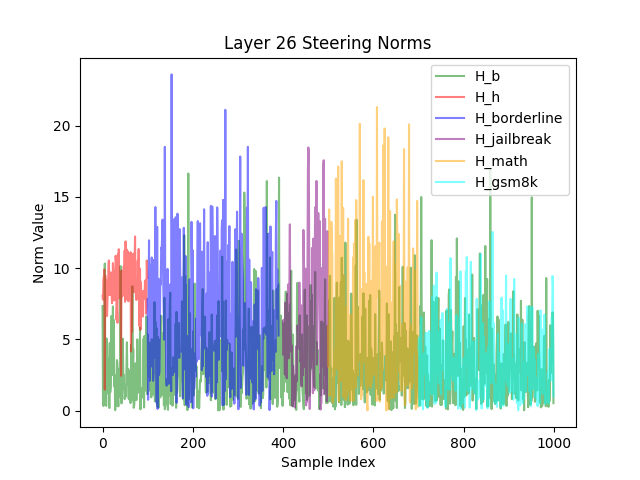 Layer 26 Steering Norms
Norm Value
20
15
10
5
0
H_b
H_h
H_borderline
H_jailbreak
H_math
H_gsm8k
0
200
400
600
800
1000
Sample Index